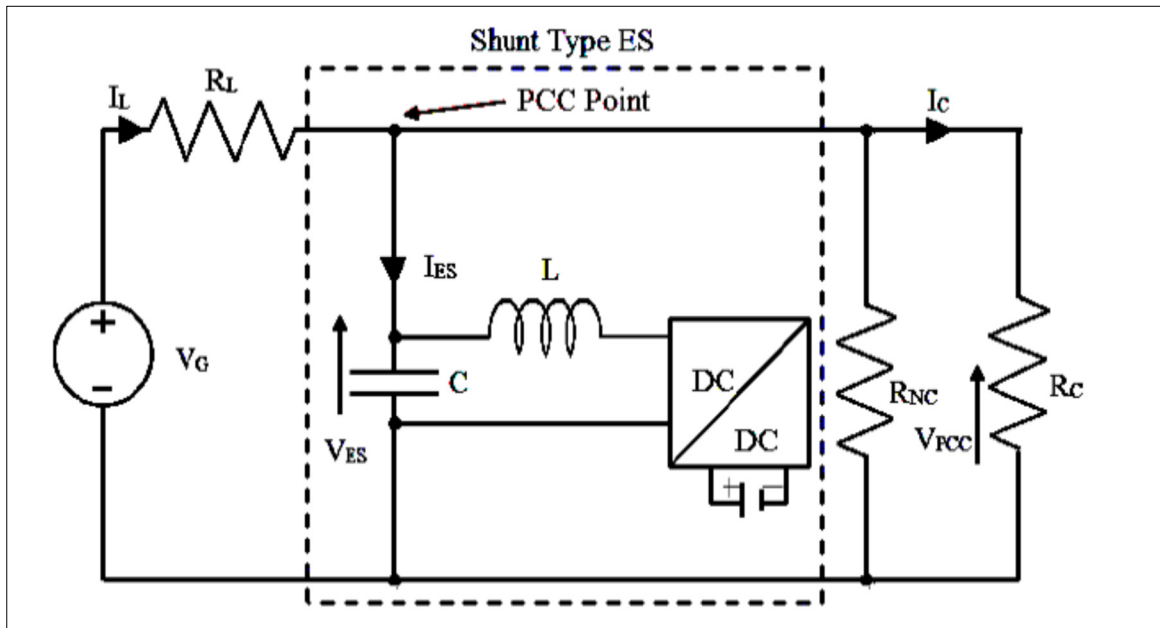 Shunt Type ES
PCC Point
IL
RL
IC
IES
L
VG
C
VES
DC
DC
+
−
RNC
VPCC
RC